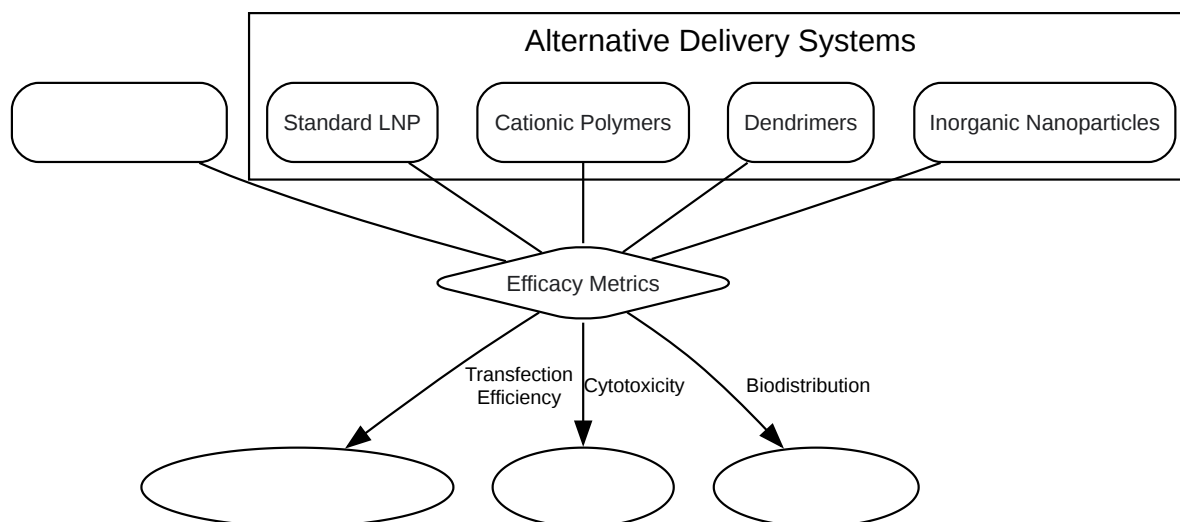 Alternative Delivery Systems
Standard LNP
Cationic Polymers
Dendrimers
Inorganic Nanoparticles
Efficacy Metrics
Transfection
Efficiency
Cytotoxicity
Biodistribution